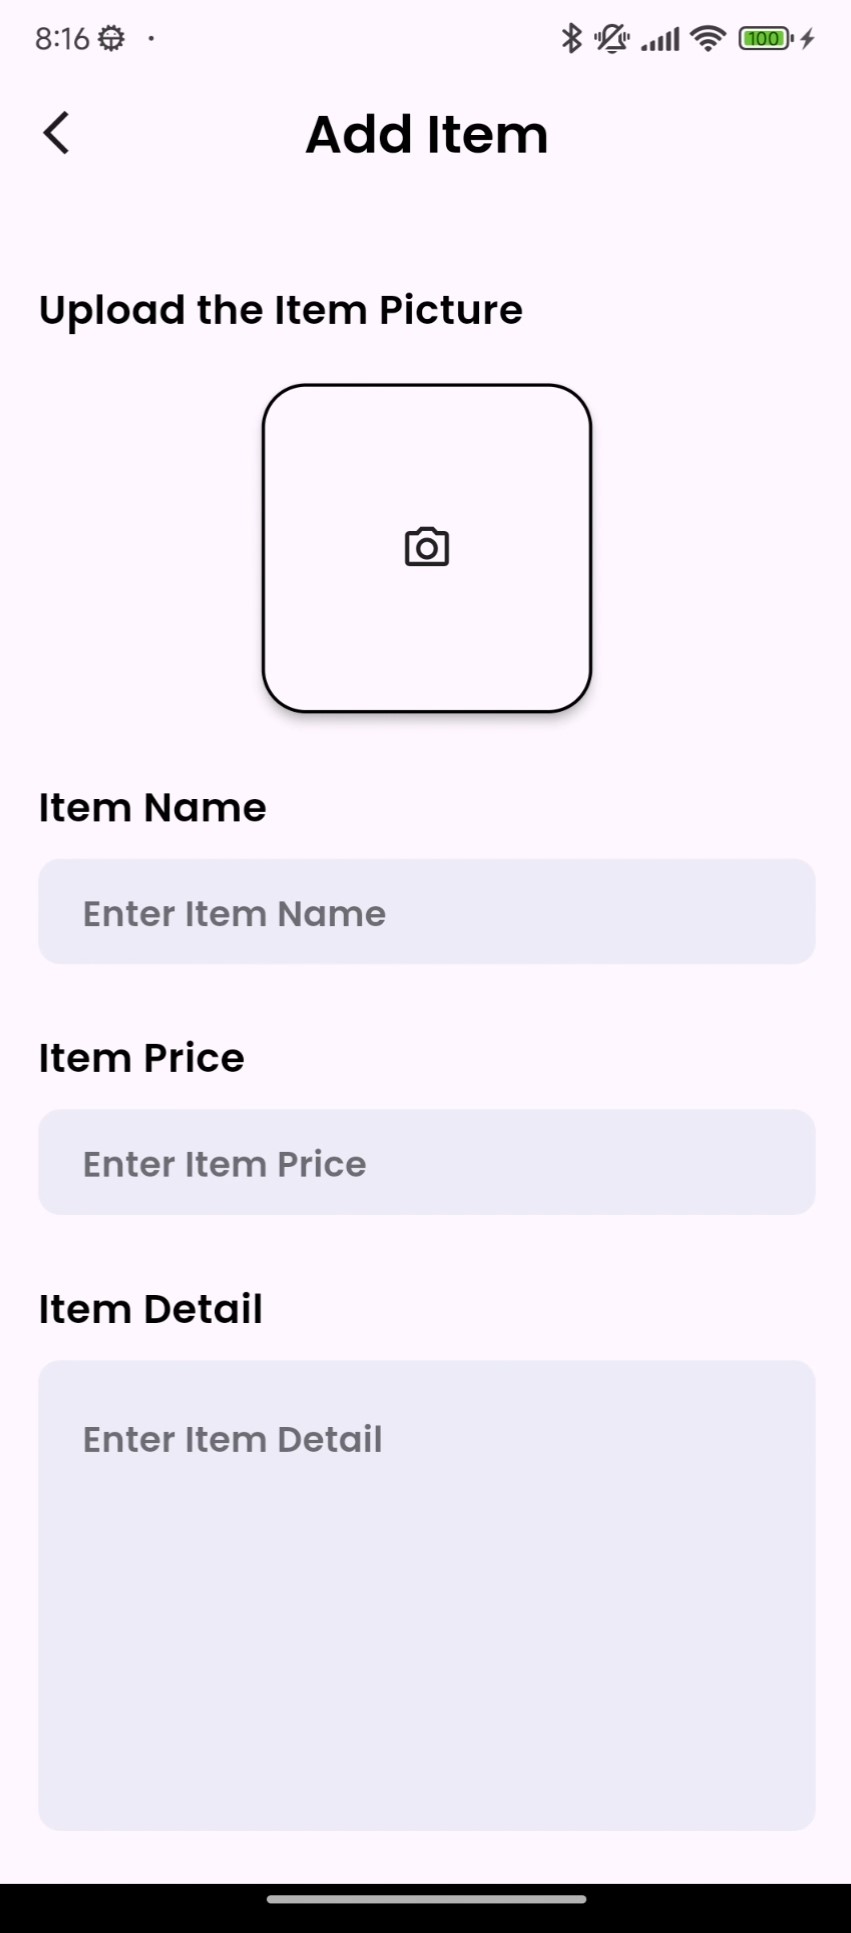 8:16
100
Add Item
Upload the Item Picture
Item Name
Enter Item Name
Item Price
Enter Item Price
Item Detail
Enter Item Detail